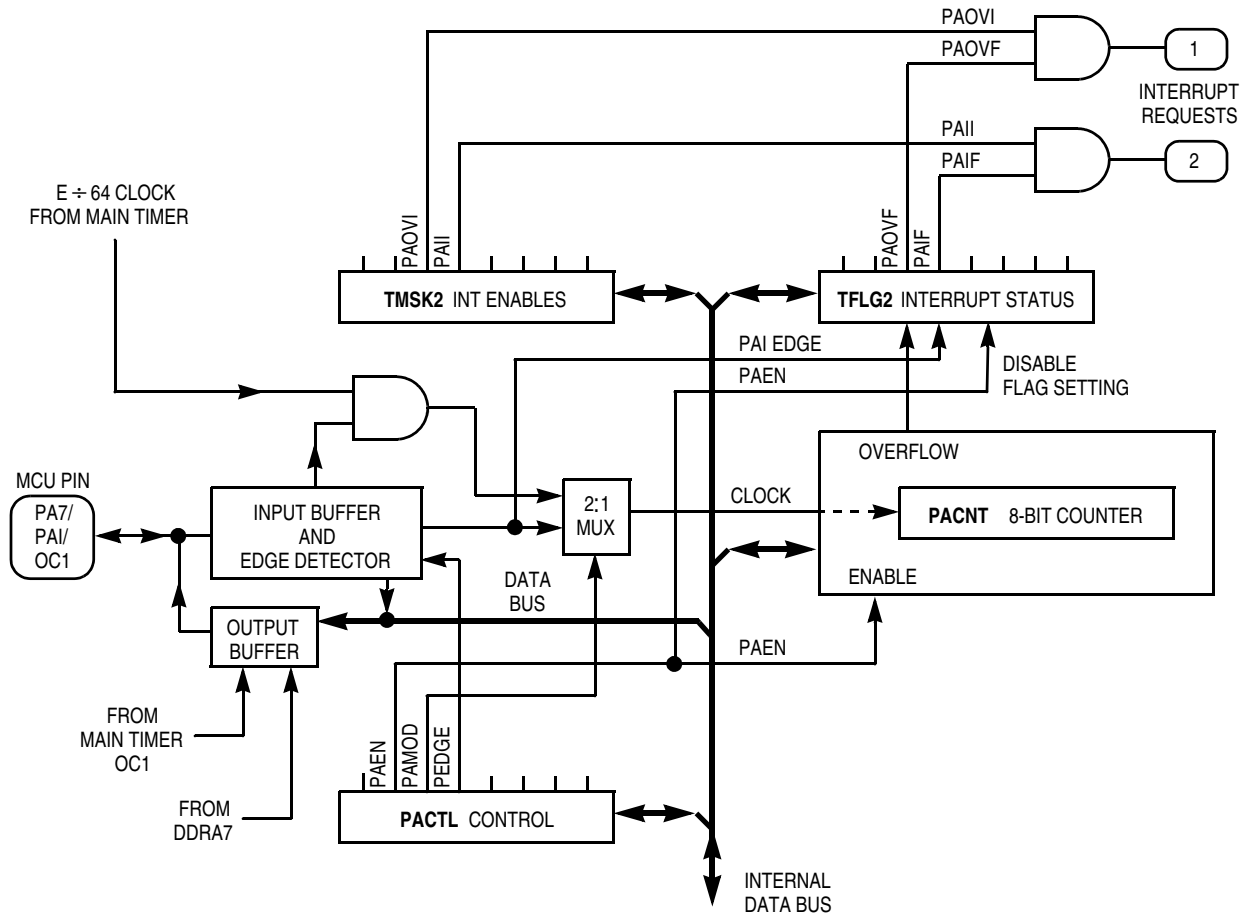 PAOVI
PAOVF
1
INTERRUPT
REQUESTS
PAII
PAIF
2
E ÷ 64 CLOCK
FROM MAIN TIMER
PAOVI
PAII
PAOVF
PAIF
TMSK2 INT ENABLES
TFLG2 INTERRUPT STATUS
PAI EDGE
PAEN
DISABLE
FLAG SETTING
OVERFLOW
MCU PIN
PA7/
PAI/
OC1
INPUT BUFFER
AND
EDGE DETECTOR
2:1
MUX
CLOCK
PACNT 8-BIT COUNTER
ENABLE
DATA
BUS
OUTPUT
BUFFER
PAEN
FROM
MAIN TIMER
OC1
PAEN
PAMOD
PEDGE
FROM
DDRA7
PACTL CONTROL
INTERNAL
DATA BUS